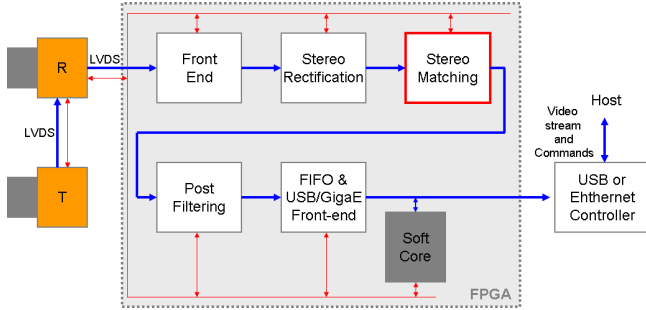 R
LVDS
Front
End
Stereo
Rectification
Stereo
Matching
LVDS
T
Post
Filtering
FIFO &
USB/GigaE
Front-end
Soft
Core
FPGA
Host
Video
stream
and
Commands
USB or
Ehthernet
Controller